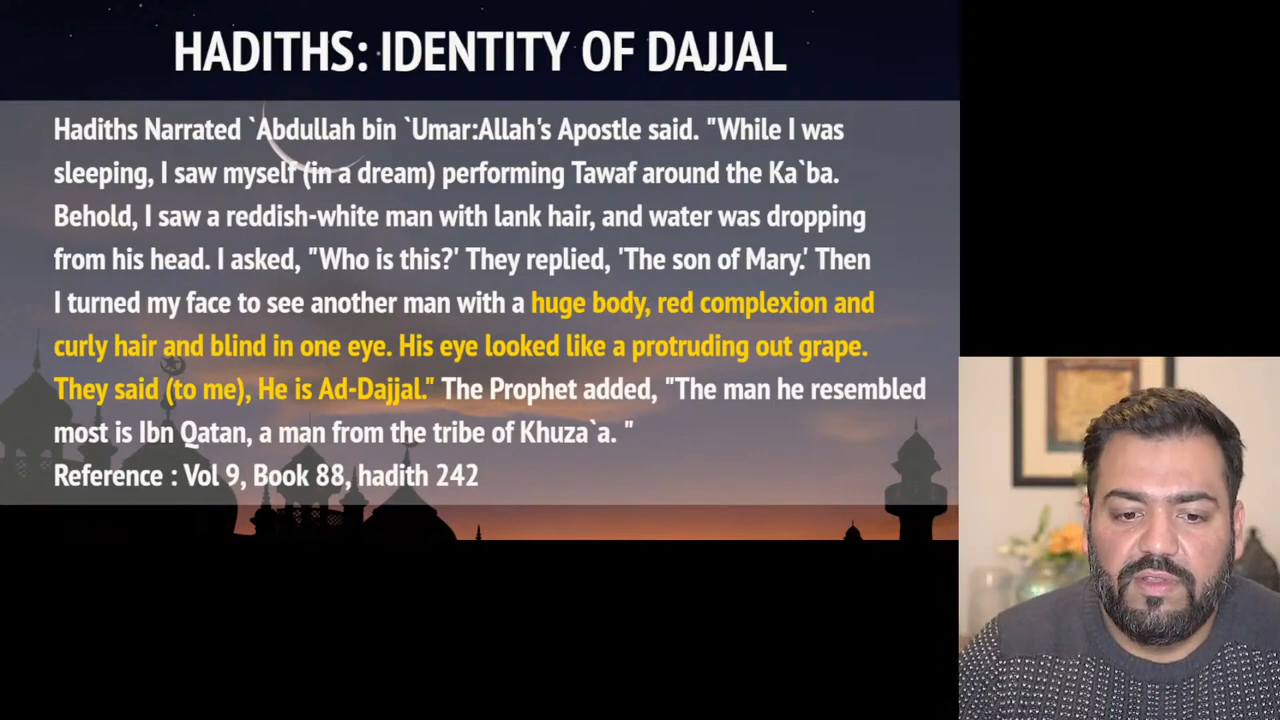 HADITHS: IDENTITY OF DAJJAL
Hadiths Narrated `Abdullah bin `Umar:Allah's Apostle said. "While I was
sleeping, I saw myself (in a dream) performing Tawaf around the Ka`ba.
Behold, I saw a reddish-white man with lank hair, and water was dropping
from his head. I asked, "Who is this?' They replied, 'The son of Mary.' Then
I turned my face to see another man with a huge body, red complexion and
curly hair and blind in one eye. His eye looked like a protruding out grape.
They said (to me), He is Ad-Dajjal." The Prophet added, "The man he resembled
most is Ibn Qatan, a man from the tribe of Khuza`a. "
Reference : Vol 9, Book 88, hadith 242